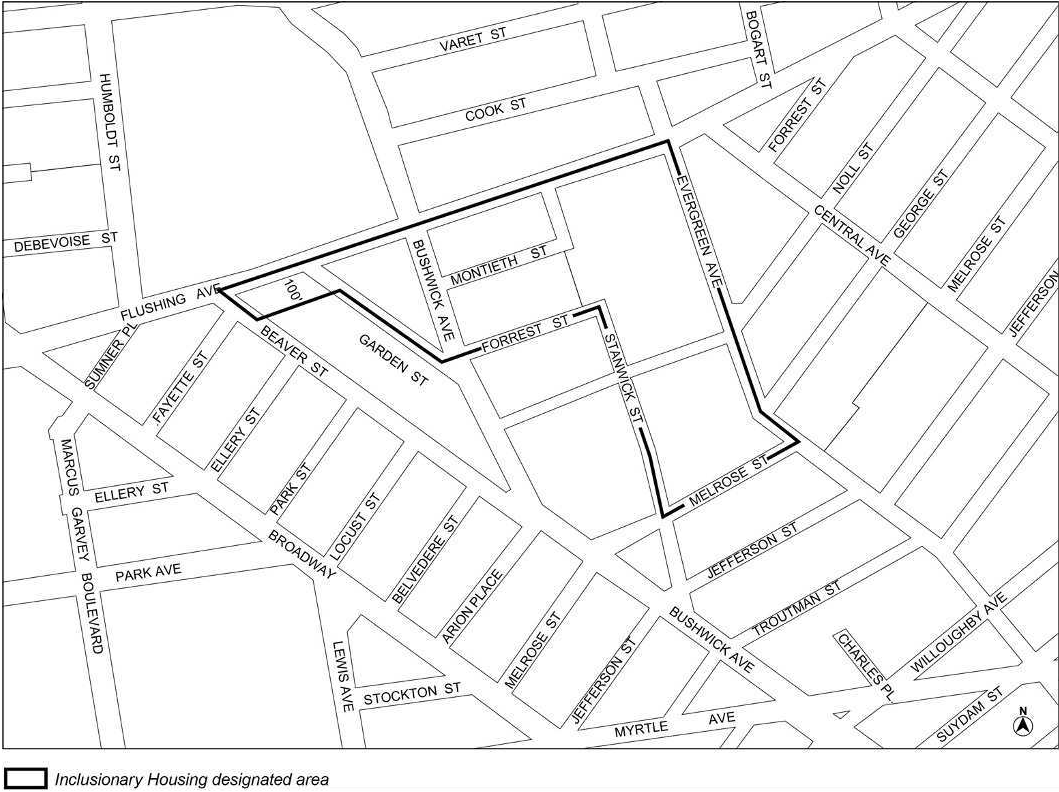 VARET ST
BOGART ST
COOK ST
HUMBOLDT ST
FORREST ST
NOLL ST
GEORGE ST
EVERGREEN AVE
CENTRAL AVE
MELROSE ST
DEBEVOISE ST
BUSHWICK AVE
MONTIETH ST
JEFFERSON
FLUSHING AVE
100'
SUMNER PL
BEAVER ST
GARDEN ST
FORREST ST
STANWICK ST
FAYETTE ST
ELLERY ST
PARK ST
LOCUST ST
BELVEDERE ST
ARION PLACE
MELROSE ST
MELROSE ST
JEFFERSON ST
JEFFERSON ST
MARCUS GARVEY BOULEVARD
ELLERY ST
BROADWAY
PARK AVE
TROUTMAN ST
BUSHWICK AVE
WILLOUGHBY AVE
CHARLES PL
LEWIS AVE
STOCKTON ST
MYRTLE AVE
SUYDAM ST
N
Inclusionary Housing designated area